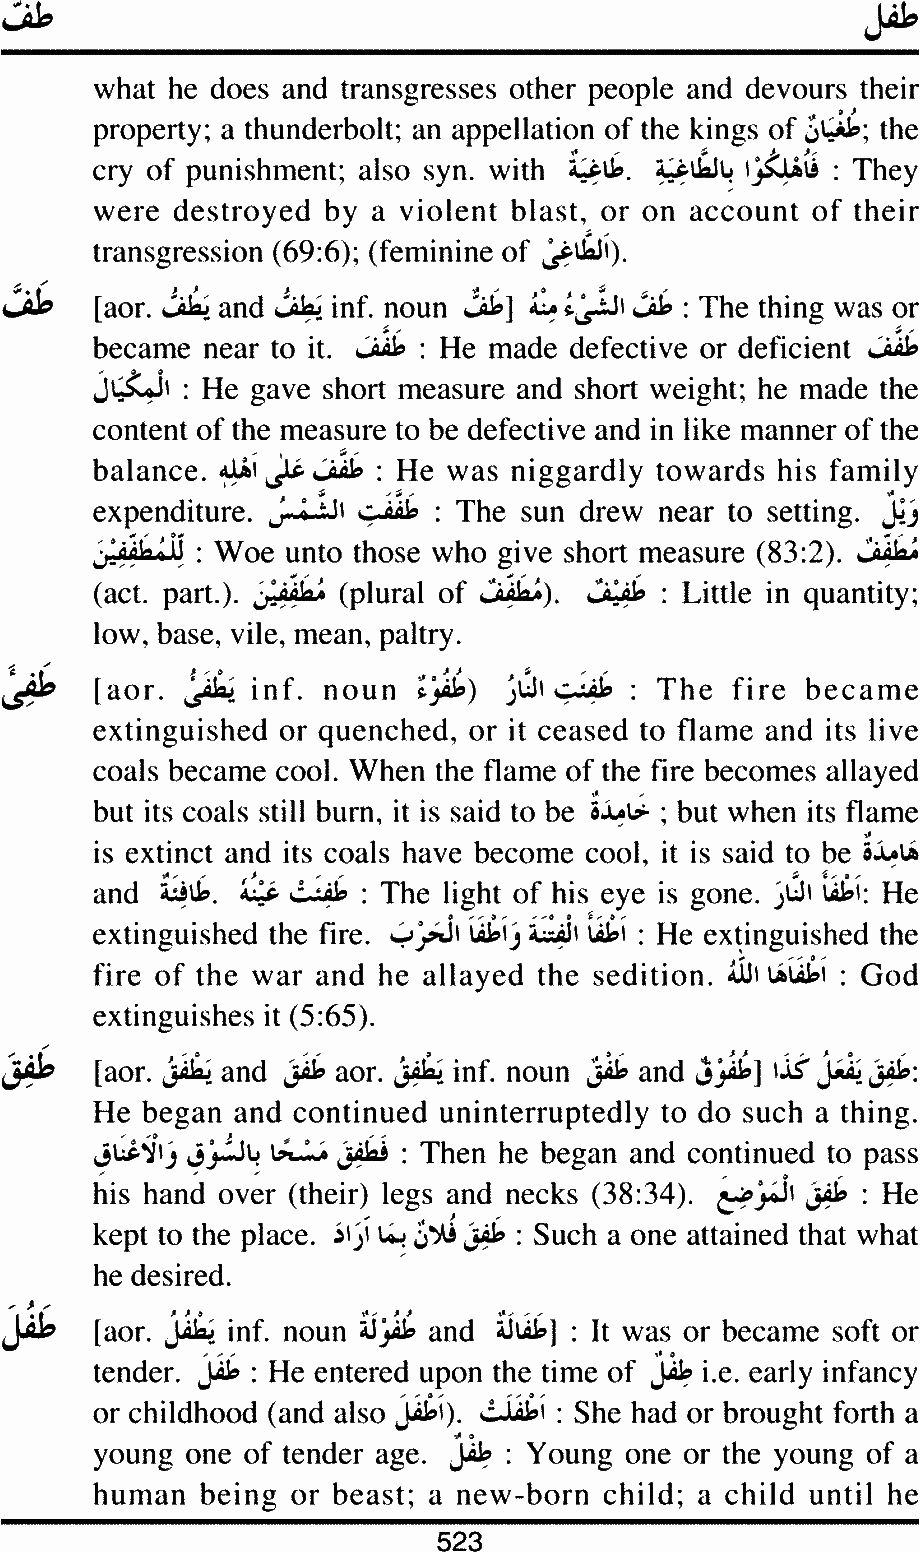 طفّ طفل
what he does and transgresses other people and devours their
property; a thunderbolt; an appellation of the kings of طُغْيَانٌ; the
cry of punishment; also syn. with طَاغِيَةٌ. فَأُهْلِكُوْا بِالطَّاغِيَةِ : They
were destroyed by a violent blast, or on account of their
transgression (69:6); (feminine of اَلطَّاغِیْ).
طَفَّ [aor. يَطُفُّ and يَطِفُّ inf. noun طَفٌّ] طَفَّ الشَّيْءُ مِنْهُ : The thing was or
became near to it. طَفَّفَ : He made defective or deficient طَفَّفَ
الْمِكْيَالَ : He gave short measure and short weight; he made the
content of the measure to be defective and in like manner of the
balance. طَفَّفَ عَلٰى اَهْلِهٖ : He was niggardly towards his family
expenditure. طَفَّفَتِ الشَّمْسُ : The sun drew near to setting. وَيْلٌ
لِّلْمُطَفِّفِيْنَ : Woe unto those who give short measure (83:2). مُطَفِّفٌ
(act. part.). مُطَفِّفِيْنَ (plural of مُطَفِّفٌ). طَفِيْفٌ : Little in quantity;
low, base, vile, mean, paltry.
طَفِئَ [aor. يَطْفَئُ inf. noun طُفُوْءٌ) طَفِئَتِ النَّارُ : The fire became
extinguished or quenched, or it ceased to flame and its live
coals became cool. When the flame of the fire becomes allayed
but its coals still burn, it is said to be خَامِدَةٌ ; but when its flame
is extinct and its coals have become cool, it is said to be هَامِدَةٌ
and طَافِئَةٌ. طَفِئَتْ عَيْنُهُ : The light of his eye is gone. اَطْفَأَ النَّارَ: He
extinguished the fire. اَطْفَأَ الْفِتْنَةَ وَاَطْفَأَ الْحَرْبَ : He extinguished the
fire of the war and he allayed the sedition. اَطْفَاَهَا اللّٰهُ : God
extinguishes it (5:65).
طَفِقَ [aor. يَطْفَقُ and طَفَقَ aor. يَطْفِقُ inf. noun طَفْقٌ and طُفُوْقٌ] طَفِقَ يَفْعَلُ كَذَا:
He began and continued uninterruptedly to do such a thing.
فَطَفِقَ مَسْحًا بِالسُّوْقِ وَالْاَعْنَاقِ : Then he began and continued to pass
his hand over (their) legs and necks (38:34). طَفِقَ الْمَوْضِعَ : He
kept to the place. طَفِقَ فُلَانٌ بِمَا اَرَادَ : Such a one attained that what
he desired.
طَفُلَ [aor. يَطْفُلُ inf. noun طُفُوْلَةٌ and طَفَالَةٌ] : It was or became soft or
tender. طَفَلَ : He entered upon the time of طِفْلٌ i.e. early infancy
or childhood (and also اَطْفَلَ). اَطْفَلَتْ : She had or brought forth a
young one of tender age. طِفْلٌ : Young one or the young of a
human being or beast; a new-born child; a child until he
523